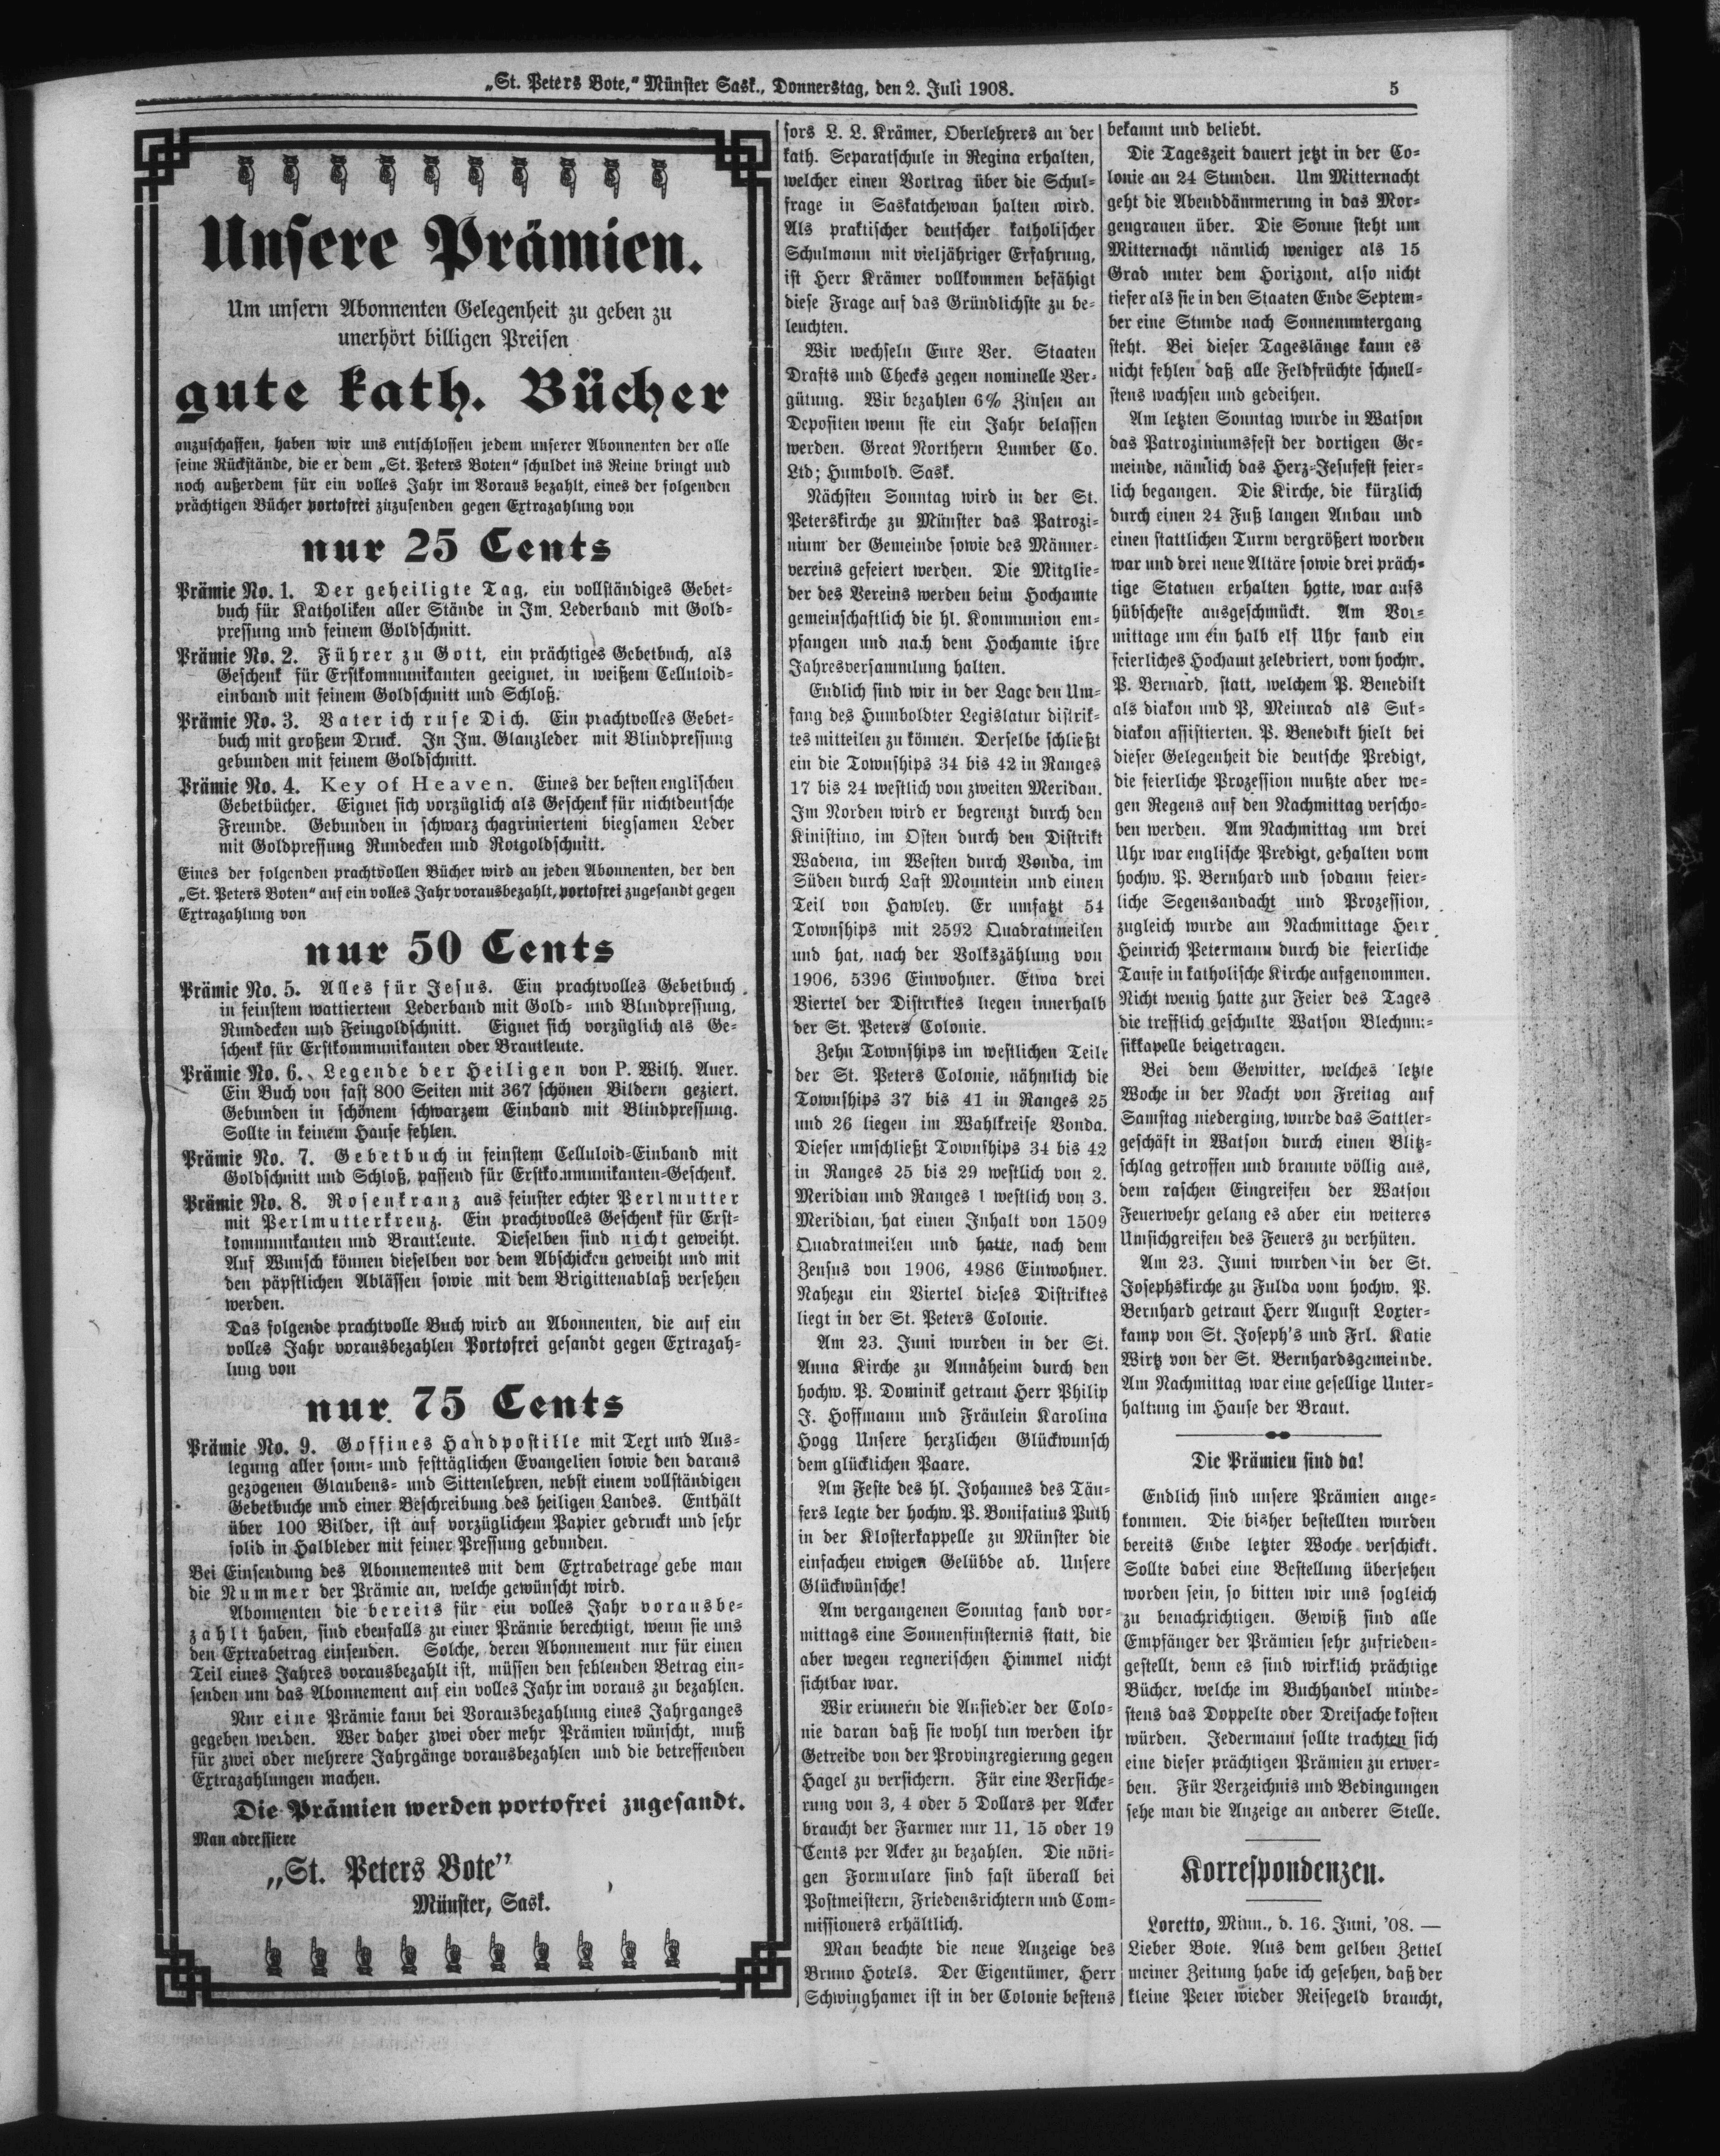 „St. Peters Bote,“ Münster Sask., Donnerstag, den 2. Juli 1908.
5
Unsere Prämien.
Um unsern Abonnenten Gelegenheit zu geben zu
unerhört billigen Preisen
gute kath. Bücher
anzuschaffen, haben wir uns entschlossen jedem unserer Abonnenten der alle
seine Rückstände, die er dem „St. Peters Boten“ schuldet ins Reine bringt und
noch außerdem für ein volles Jahr im Voraus bezahlt, eines der folgenden
prächtigen Bücher portofrei zuzusenden gegen Extrazahlung von
nur 25 Cents
Prämie No. 1. Der geheiligte Tag, ein vollständiges Gebet=
buch für Katholiken aller Stände in Im. Lederband mit Gold=
pressung und feinem Goldschnitt.
Prämie No. 2. Führer zu Gott, ein prächtiges Gebetbuch, als
Geschenk für Erstkommunikanten geeignet, in weißem Celluloid=
einband mit feinem Goldschnitt und Schloß.
Prämie No. 3. Vater ich rufe Dich. Ein prachtvolles Gebet=
buch mit großem Druck. In Im. Glanzleder mit Blindpressung
gebunden mit feinem Goldschnitt.
Prämie No. 4. Key of Heaven. Eines der besten englischen
Gebetbücher. Eignet sich vorzüglich als Geschenk für nichtdeutsche
Freunde. Gebunden in schwarz chagriniertem biegsamen Leder
mit Goldpressung Rundecken und Rotgoldschnitt.
Eines der folgenden prachtvollen Bücher wird an jeden Abonnenten, der den
„St. Peters Boten“ auf ein volles Jahr vorausbezahlt, portofrei zugesandt gegen
Extrazahlung von
nur 50 Cents
Prämie No. 5. Alles für Jesus. Ein prachtvolles Gebetbuch
in feinstem wattiertem Lederband mit Gold= und Blindpressung,
Rundecken und Feingoldschnitt. Eignet sich vorzüglich als Ge=
schenk für Erstkommunikanten oder Brautleute.
Prämie No. 6. Legende der Heiligen von P. Wilh. Auer.
Ein Buch von fast 800 Seiten mit 367 schönen Bildern geziert.
Gebunden in schönem schwarzem Einband mit Blindpressung.
Sollte in keinem Hause fehlen.
Prämie No. 7. Gebetbuch in feinstem Celluloid=Einband mit
Goldschnitt und Schloß, passend für Erstkommunikanten=Geschenk.
Prämie No. 8. Rosenkranz aus feinster echter Perlmutter
mit Perlmutterkreuz. Ein prachtvolles Geschenk für Erst=
kommunikanten und Brautleute. Dieselben sind nicht geweiht.
Auf Wunsch können dieselben vor dem Abschicken geweiht und mit
den päpstlichen Ablässen sowie mit dem Brigittenablaß versehen
werden.
Das folgende prachtvolle Buch wird an Abonnenten, die auf ein
volles Jahr vorausbezahlen Portofrei gesandt gegen Extrazah=
lung von
nur 75 Cents
Prämie No. 9. Goffines Handpostille mit Text und Aus=
legung aller sonn= und festtäglichen Evangelien sowie den daraus
gezogenen Glaubens= und Sittenlehren, nebst einem vollständigen
Gebetbuche und einer Beschreibung des heiligen Landes. Enthält
über 100 Bilder, ist auf vorzüglichem Papier gedruckt und sehr
solid in Halbleder mit feiner Pressung gebunden.
Bei Einsendung des Abonnementes mit dem Extrabetrage gebe man
die Nummer der Prämie an, welche gewünscht wird.
Abonnenten die bereits für ein volles Jahr vorausbe=
zahlt haben, sind ebenfalls zu einer Prämie berechtigt, wenn sie uns
den Extrabetrag einsenden. Solche, deren Abonnement nur für einen
Teil eines Jahres vorausbezahlt ist, müssen den fehlenden Betrag ein=
senden um das Abonnement auf ein volles Jahr im voraus zu bezahlen.
Nur eine Prämie kann bei Vorausbezahlung eines Jahrganges
gegeben werden. Wer daher zwei oder mehr Prämien wünscht, muß
für zwei oder mehrere Jahrgänge vorausbezahlen und die betreffenden
Extrazahlungen machen.
Die Prämien werden portofrei zugesandt.
Man adressiere
„St. Peters Bote”
Münster, Sask.
sors L. L. Krämer, Oberlehrers an der
kath. Separatschule in Regina erhalten,
welcher einen Vortrag über die Schul=
frage in Saskatchewan halten wird.
Als praktischer deutscher katholischer
Schulmann mit vieljähriger Erfahrung,
ist Herr Krämer vollkommen befähigt
diese Frage auf das Gründlichste zu be=
leuchten.
Wir wechseln Eure Ver. Staaten
Drafts und Checks gegen nominelle Ver=
gütung. Wir bezahlen 6% Zinsen an
Depositen wenn sie ein Jahr belassen
werden. Great Northern Lumber Co.
Ltd; Humbold. Sask.
Nächsten Sonntag wird in der St.
Peterskirche zu Münster das Patrozi=
nium der Gemeinde sowie des Männer=
vereins gefeiert werden. Die Mitglie=
der des Vereins werden beim Hochamte
gemeinschaftlich die hl. Kommunion em=
pfangen und nach dem Hochamte ihre
Jahresversammlung halten.
Endlich sind wir in der Lage den Um=
fang des Humboldter Legislatur distrik=
tes mitteilen zu können. Derselbe schließt
ein die Townships 34 bis 42 in Ranges
17 bis 24 westlich von zweiten Meridan.
Im Norden wird er begrenzt durch den
Kinistino, im Osten durch den Distrikt
Wadena, im Westen durch Vonda, im
Süden durch Last Mountein und einen
Teil von Hawley. Er umfatzt 54
Townships mit 2592 Quadratmeilen
und hat, nach der Volkszählung von
1906, 5396 Einwohner. Etwa drei
Viertel der Distriktes liegen innerhalb
der St. Peters Colonie.
Zehn Townships im westlichen Teile
der St. Peters Colonie, nähmlich die
Townships 37 bis 41 in Ranges 25
und 26 liegen im Wahlkreise Vonda.
Dieser umschließt Townships 34 bis 42
in Ranges 25 bis 29 westlich von 2.
Meridian und Ranges 1 westlich von 3.
Meridian, hat einen Inhalt von 1509
Quadratmeilen und hatte, nach dem
Zensus von 1906, 4986 Einwohner.
Nahezu ein Viertel dieses Distriktes
liegt in der St. Peters Colonie.
Am 23. Juni wurden in der St.
Anna Kirche zu Annaheim durch den
hochw. P. Dominik getraut Herr Philip
J. Hoffmann und Fräulein Karolina
Hogg Unsere herzlichen Glückwunsch
dem glücklichen Paare.
Am Feste des hl. Johannes des Täu=
fers legte der hochw. P. Bonifatius Puth
in der Klosterkappelle zu Münster die
einfachen ewigen Gelübde ab. Unsere
Glückwünsche!
Am vergangenen Sonntag fand vor=
mittags eine Sonnenfinsternis statt, die
aber wegen regnerischen Himmel nicht
sichtbar war.
Wir erinnern die Ansiedler der Colo=
nie daran daß sie wohl tun werden ihr
Getreide von der Provinzregierung gegen
Hagel zu versichern. Für eine Versiche=
rung von 3, 4 oder 5 Dollars per Acker
braucht der Farmer nur 11, 15 oder 19
Cents per Acker zu bezahlen. Die nöti=
gen Formulare sind fast überall bei
Postmeistern, Friedensrichtern und Com=
missioners erhältlich.
Man beachte die neue Anzeige des
Bruno Hotels. Der Eigentümer, Herr
Schwinghamer ist in der Colonie bestens
bekannt und beliebt.
Die Tageszeit dauert jetzt in der Co=
lonie an 24 Stunden. Um Mitternacht
geht die Abenddämmerung in das Mor=
gengrauen über. Die Sonne steht um
Mitternacht nämlich weniger als 15
Grad unter dem Horizont, also nicht
tiefer als sie in den Staaten Ende Septem=
ber eine Stunde nach Sonnenuntergang
steht. Bei dieser Tageslänge kann es
nicht fehlen daß alle Feldfrüchte schnell=
stens wachsen und gedeihen.
Am letzten Sonntag wurde in Watson
das Patroziniumsfest der dortigen Ge=
meinde, nämlich das Herz=Jesufest feier=
lich begangen. Die Kirche, die kürzlich
durch einen 24 Fuß langen Anbau und
einen stattlichen Turm vergrößert worden
war und drei neue Altäre sowie drei präch=
tige Statuen erhalten hatte, war aufs
hübscheste ausgeschmückt. Am Vor=
mittage um ein halb elf Uhr fand ein
feierliches Hochamt zelebriert, vom hochw.
P. Bernard, statt, welchem P. Benedikt
als diakon und P. Meinrad als Sub=
diakon assistierten. P. Benedikt hielt bei
dieser Gelegenheit die deutsche Predigt,
die feierliche Prozession mußte aber we=
gen Regens auf den Nachmittag verscho=
ben werden. Am Nachmittag um drei
Uhr war englische Predigt, gehalten vom
hochw. P. Bernhard und sodann feier=
liche Segensandacht und Prozession,
zugleich wurde am Nachmittage Herr
Heinrich Petermann durch die feierliche
Taufe in katholische Kirche aufgenommen.
Nicht wenig hatte zur Feier des Tages
die trefflich geschulte Watson Blechmu=
sikkapelle beigetragen.
Bei dem Gewitter, welches letzte
Woche in der Nacht von Freitag auf
Samstag niederging, wurde das Sattler=
geschäft in Watson durch einen Blitz=
schlag getroffen und brannte völlig aus,
dem raschen Eingreifen der Watson
Feuerwehr gelang es aber ein weiteres
Umsichgreifen des Feuers zu verhüten.
Am 23. Juni wurden in der St.
Josephskirche zu Fulda vom hochw. P.
Bernhard getraut Herr August Loxter=
kamp von St. Joseph's und Frl. Katie
Wirtz von der St. Bernhardsgemeinde.
Am Nachmittag war eine gesellige Unter=
haltung im Hause der Braut.
Die Prämien sind da!
Endlich sind unsere Prämien ange=
kommen. Die bisher bestellten wurden
bereits Ende letzter Woche verschickt.
Sollte dabei eine Bestellung übersehen
worden sein, so bitten wir uns sogleich
zu benachrichtigen. Gewiß sind alle
Empfänger der Prämien sehr zufrieden=
gestellt, denn es sind wirklich prächtige
Bücher, welche im Buchhandel minde=
stens das Doppelte oder Dreifache kosten
würden. Jedermann sollte trachten sich
eine dieser prächtigen Prämien zu erwer=
ben. Für Verzeichnis und Bedingungen
sehe man die Anzeige an anderer Stelle.
Korrespondenzen.
Loretto, Minn., d. 16. Juni, '08. —
Lieber Bote. Aus dem gelben Zettel
meiner Zeitung habe ich gesehen, daß der
kleine Peter wieder Reisegeld braucht,